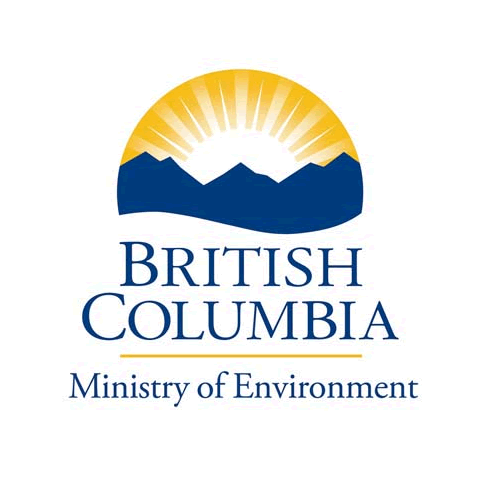 BRITISH
COLUMBIA
Ministry of Environment